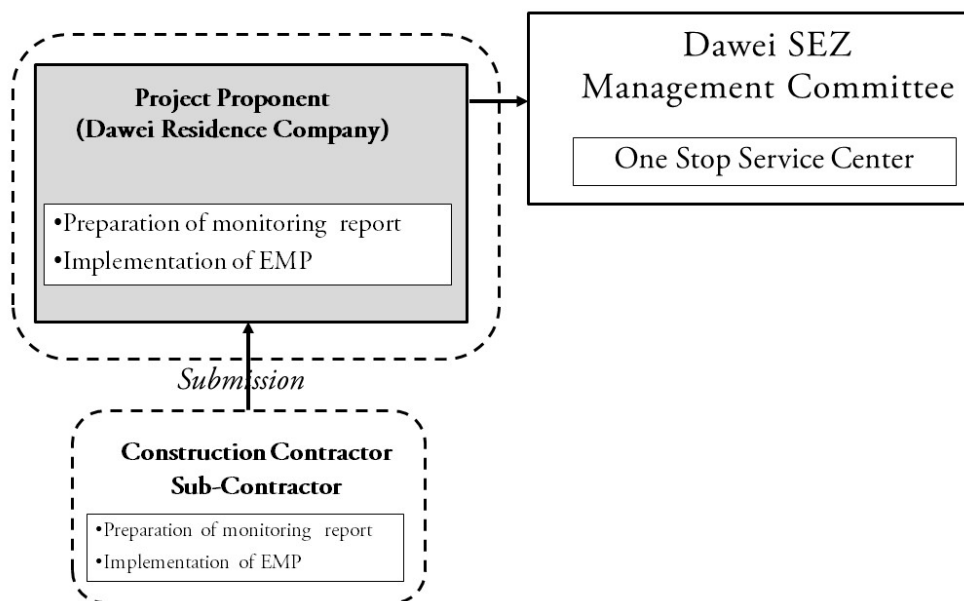 Project Proponent
(Dawei Residence Company)
•Preparation of monitoring report
•Implementation of EMP
Dawei SEZ
Management Committee
One Stop Service Center
Submission
Construction Contractor
Sub-Contractor
•Preparation of monitoring report
•Implementation of EMP